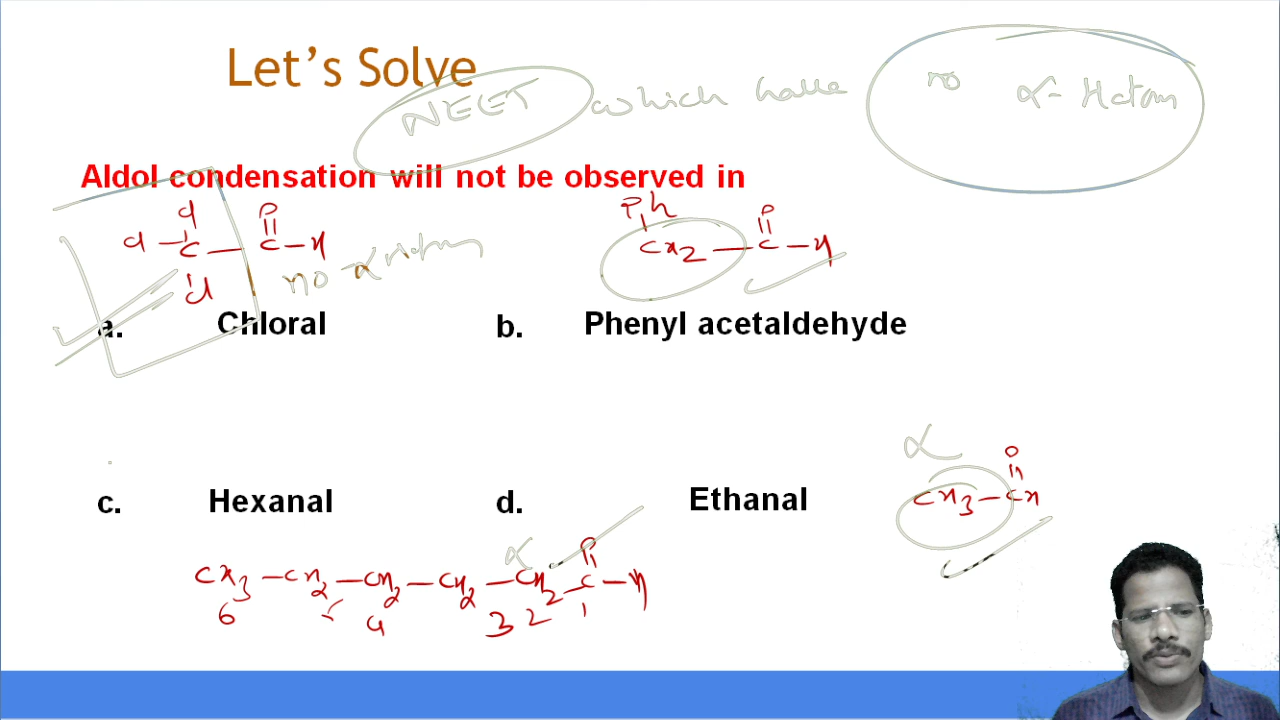 Let's Solve
NEET which have no α- H atom
Aldol condensation will not be observed in
Cl
O
Cl — C — C — H
Cl
no α H atom
Ph
O
CH2 — C — H
a. Chloral b. Phenyl acetaldehyde
α
O
CH3 — CH
c. Hexanal d. Ethanal
α
O
CH3 — CH2 — CH2 — CH2 — CH2 — C — H
6 5 4 3 2 1